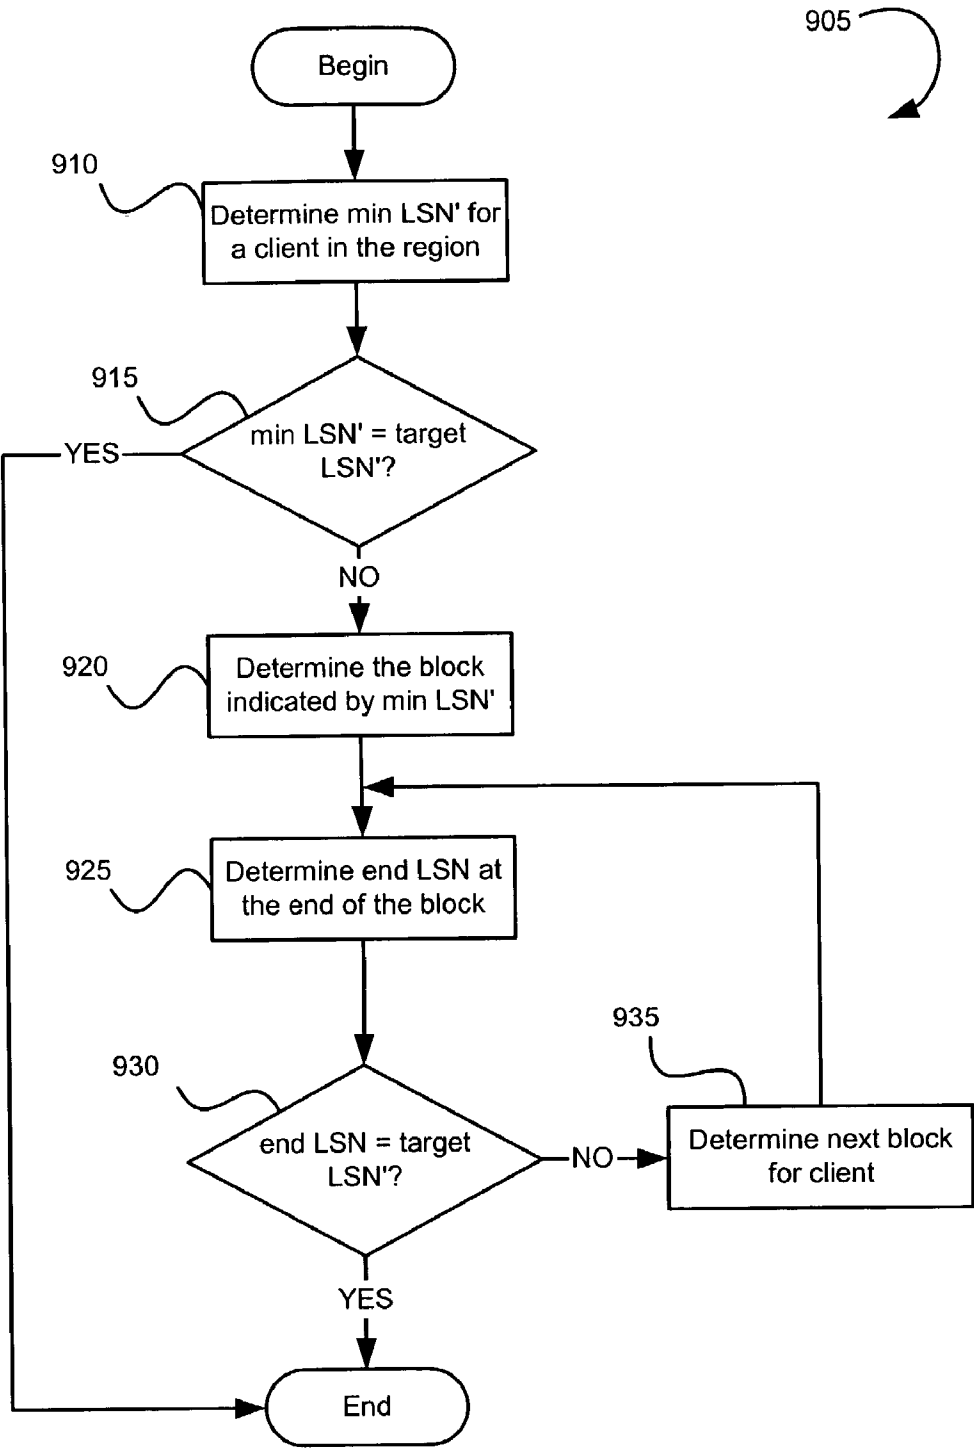 905
Begin
910
Determine min LSN' for
a client in the region
915
min LSN' = target
LSN'?
YES
NO
920
Determine the block
indicated by min LSN'
925
Determine end LSN at
the end of the block
935
930
end LSN = target
LSN'?
NO
Determine next block
for client
YES
End